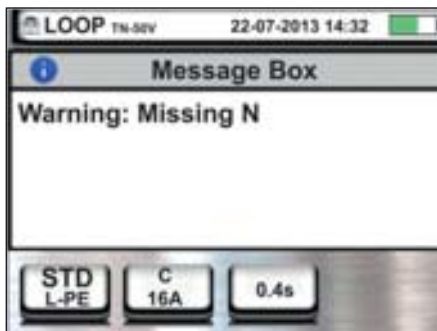 LOOP TN-50V 22-07-2013 14:32
Message Box
Warning: Missing N
STD C 0.4s
L-PE 16A